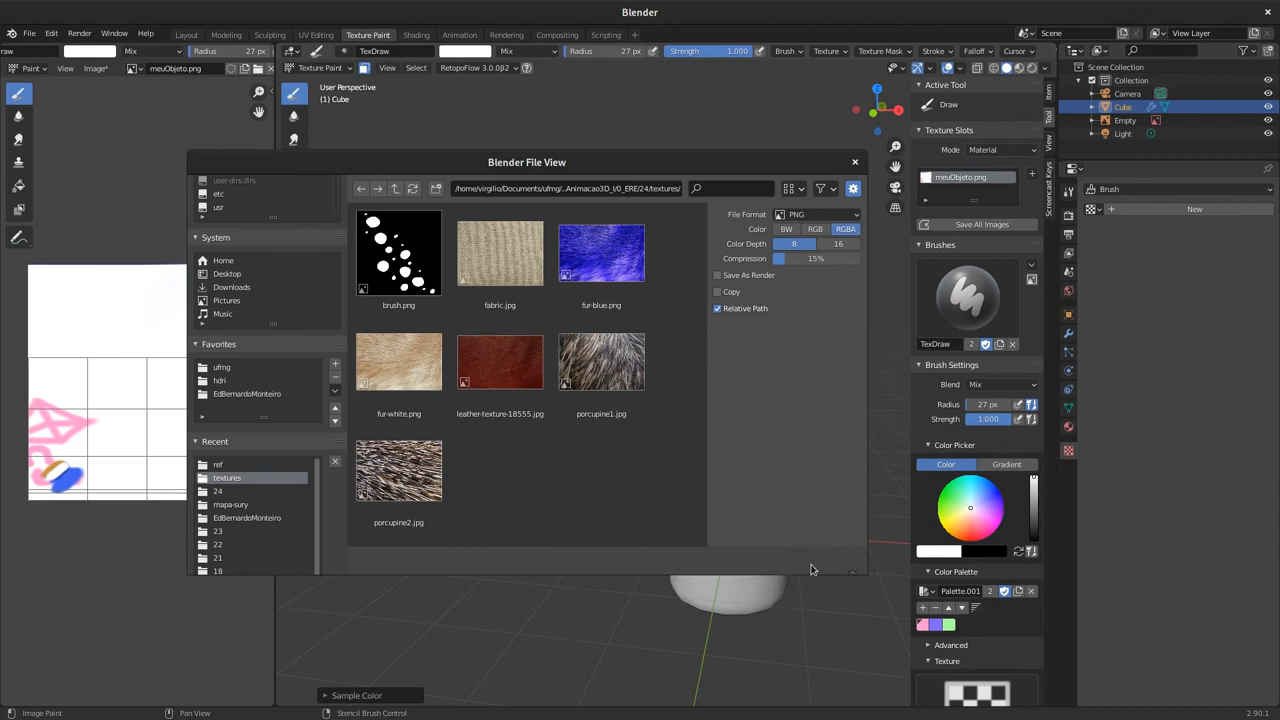 Blender
File Edit Render Window Help Layout Modeling Sculpting UV Editing Texture Paint Shading Animation Rendering Compositing Scripting + Scene View Layer
raw Mix Radius 27 px TexDraw Mix Radius 27 px Strength 1.000 Brush Texture Texture Mask Stroke Falloff Cursor
Paint View Image* meuObjeto.png Texture Paint View Select RetopoFlow 3.0.0β2
Scene Collection
Collection
Camera
Cube
Empty
Light
User Perspective
(1) Cube
Z
X
Active Tool
Draw
Texture Slots
Mode Material
meuObjeto.png
Save All Images
Brushes
TexDraw 2
Brush Settings
Blend Mix
Radius 27 px
Strength 1.000
Color Picker
Color Gradient
Color Palette
Palette.001 2
Advanced
Texture
Item
Tool
View
Screencast Keys
Brush
New
Blender File View
user-dirs.dirs
etc
usr
System
Home
Desktop
Downloads
Pictures
Music
Favorites
ufmg
hdri
EdBernardoMonteiro
Recent
ref
textures
24
mapa-sury
EdBernardoMonteiro
23
22
21
18
/home/virgilio/Documents/ufmg/...Animacao3D_I/0_ERE/24/textures/
brush.png fabric.jpg fur-blue.png
fur-white.png leather-texture-18555.jpg porcupine1.jpg
porcupine2.jpg
File Format PNG
Color BW RGB RGBA
Color Depth 8 16
Compression 15%
Save As Render
Copy
Relative Path
Sample Color
Image Paint Pan View Stencil Brush Control 2.90.1